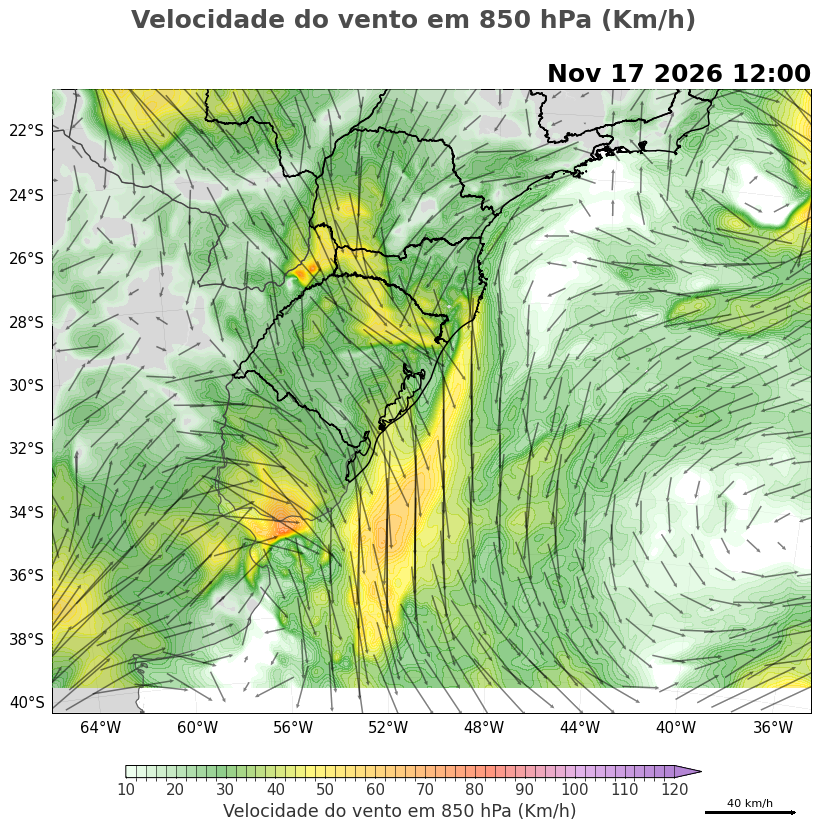 Velocidade do vento em 850 hPa (Km/h)
Nov 17 2026 12:00
22°S
24°S
26°S
28°S
30°S
32°S
34°S
36°S
38°S
40°S
64°W 60°W 56°W 52°W 48°W 44°W 40°W 36°W
10 20 30 40 50 60 70 80 90 100 110 120
Velocidade do vento em 850 hPa (Km/h)
40 km/h